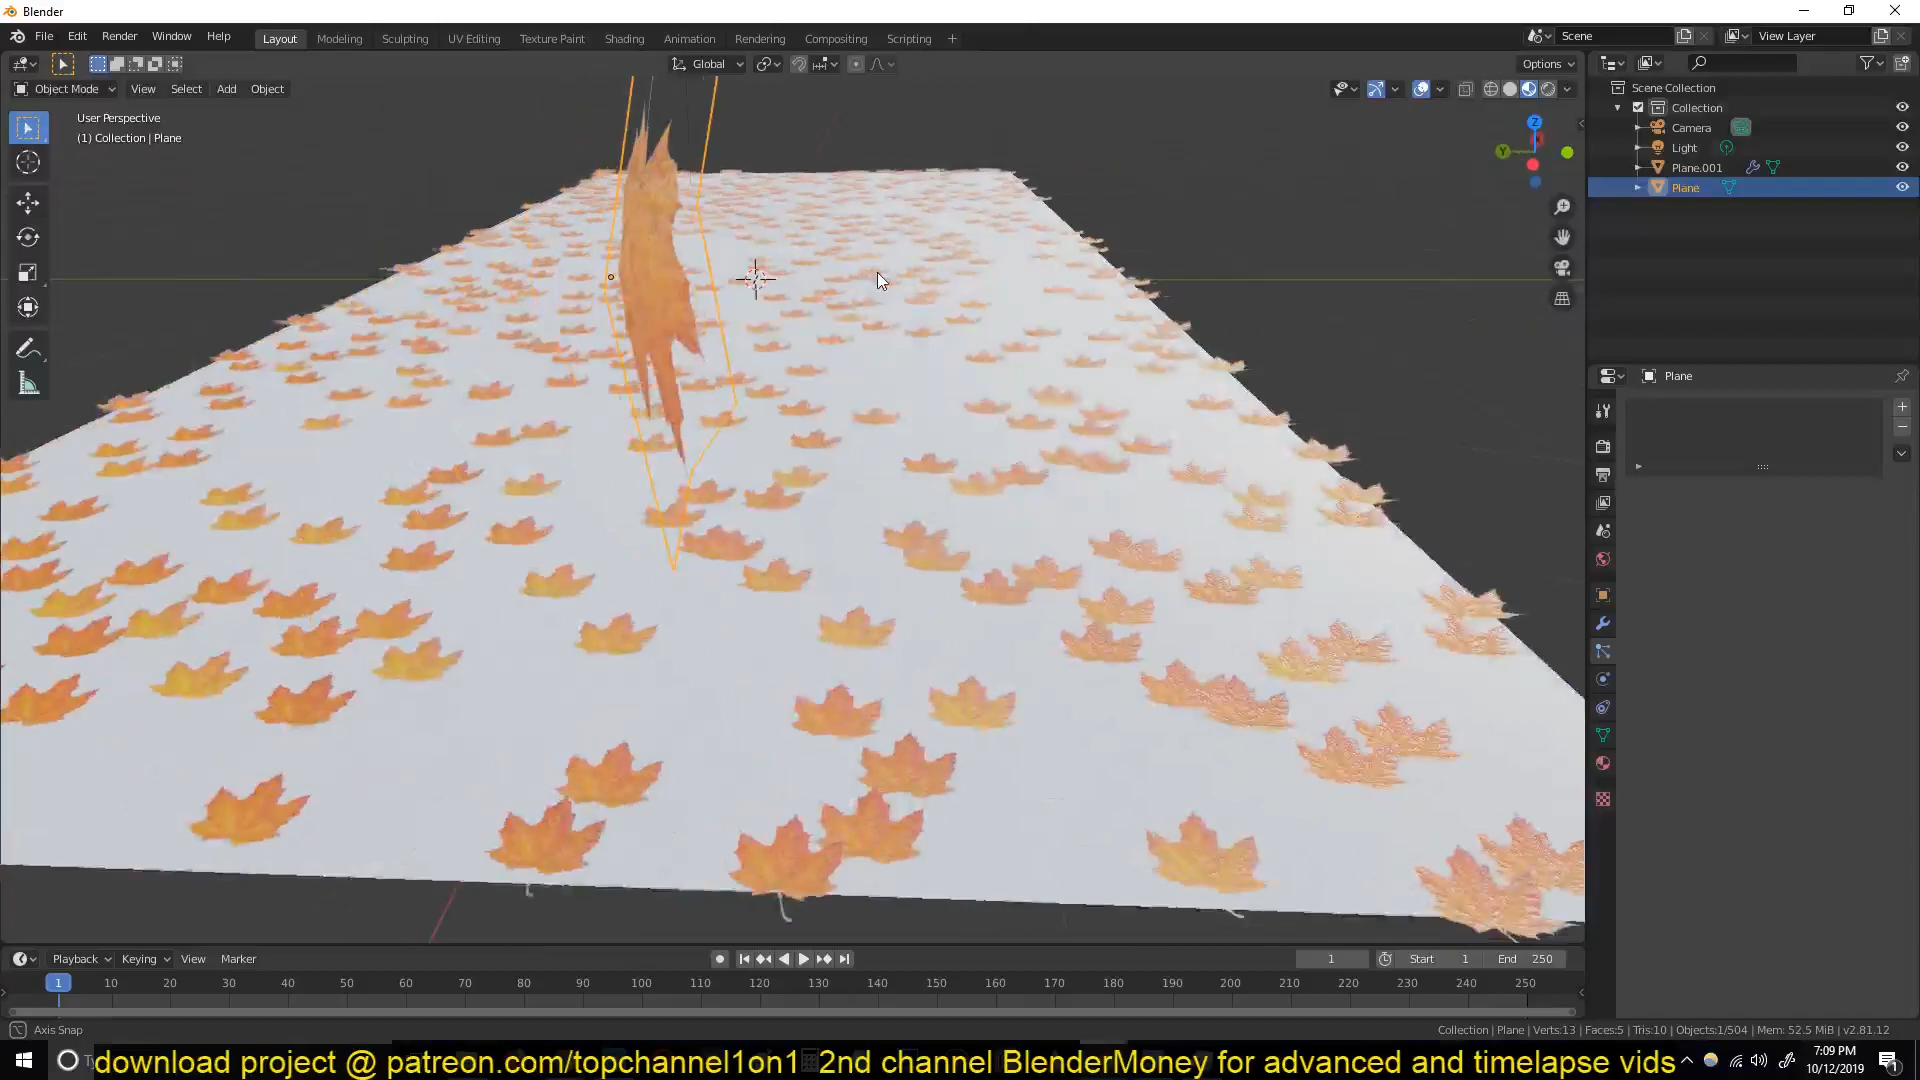 Blender
File Edit Render Window Help
Layout Modeling Sculpting UV Editing Texture Paint Shading Animation Rendering Compositing Scripting +
Scene
View Layer
Global
Options
Object Mode View Select Add Object
User Perspective
(1) Collection | Plane
Z
Y
Scene Collection
Collection
Camera
Light
Plane.001
Plane
Plane
Playback Keying View Marker
1
Start 1
End 250
1 10 20 30 40 50 60 70 80 90 100 110 120 130 140 150 160 170 180 190 200 210 220 230 240 250
Axis Snap
Collection | Plane | Verts:13 | Faces:5 | Tris:10 | Objects:1/504 | Mem: 52.5 MiB | v2.81.12
download project @ patreon.com/topchannel1on1 2nd channel BlenderMoney for advanced and timelapse vids
7:09 PM
10/12/2019
1